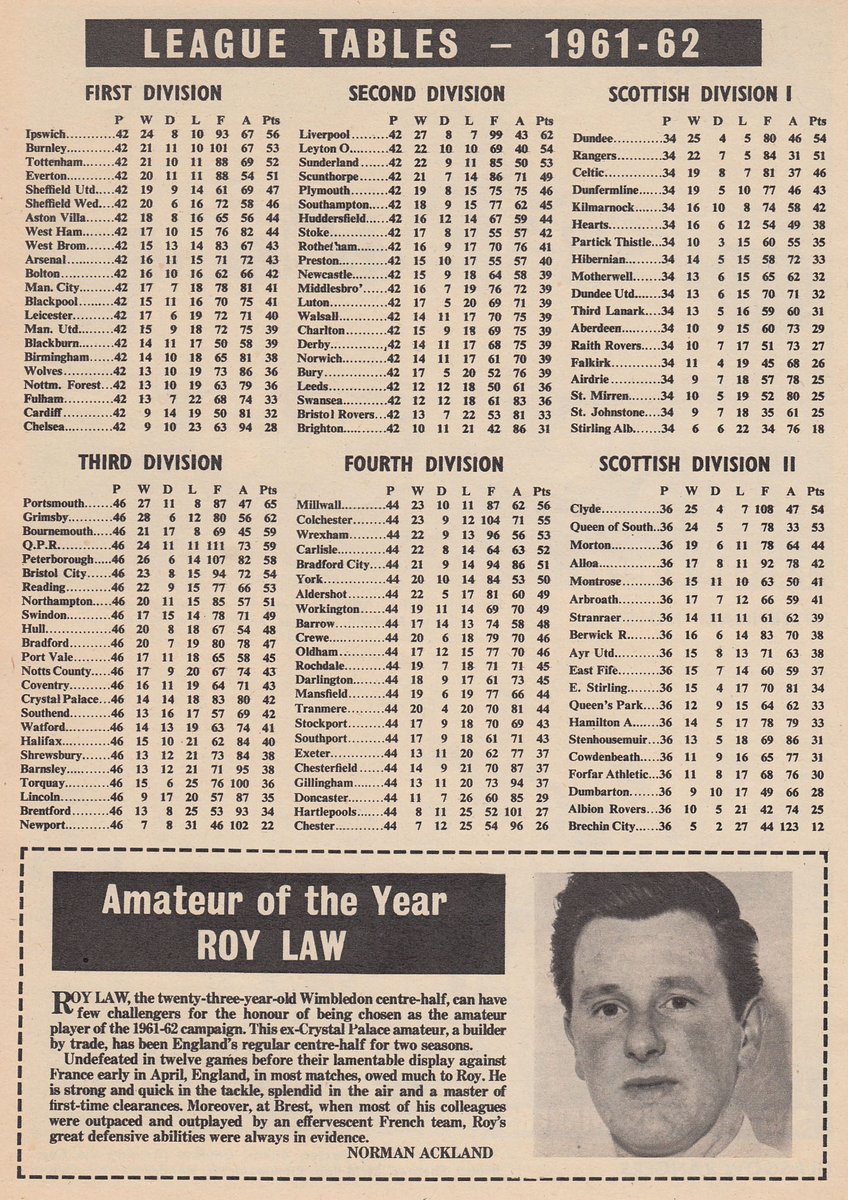 LEAGUE TABLES – 1961-62
FIRST DIVISION
P W D L F A Pts
Ipswich............42 24 8 10 93 67 56
Burnley............42 21 11 10 101 67 53
Tottenham..........42 21 10 11 88 69 52
Everton............42 20 11 11 88 54 51
Sheffield Utd......42 19 9 14 61 69 47
Sheffield Wed......42 20 6 16 72 58 46
Aston Villa........42 18 8 16 65 56 44
West Ham...........42 17 10 15 76 82 44
West Brom..........42 15 13 14 83 67 43
Arsenal............42 16 11 15 71 72 43
Bolton.............42 16 10 16 62 66 42
Man. City..........42 17 7 18 78 81 41
Blackpool..........42 15 11 16 70 75 41
Leicester..........42 17 6 19 72 71 40
Man. Utd...........42 15 9 18 72 75 39
Blackburn..........42 14 11 17 50 58 39
Birmingham.........42 14 10 18 65 81 38
Wolves.............42 13 10 19 73 86 36
Nottm. Forest...42 13 10 19 63 79 36
Fulham.............42 13 7 22 68 74 33
Cardiff............42 9 14 19 50 81 32
Chelsea............42 9 10 23 63 94 28
SECOND DIVISION
P W D L F A Pts
Liverpool..........42 27 8 7 99 43 62
Leyton O...........42 22 10 10 69 40 54
Sunderland.........42 22 9 11 85 50 53
Scunthorpe.........42 21 7 14 86 71 49
Plymouth...........42 19 8 15 75 75 46
Southampton........42 18 9 15 77 62 45
Huddersfield.......42 16 12 14 67 59 44
Stoke..............42 17 8 17 55 57 42
Rotherham..........42 16 9 17 70 76 41
Preston............42 15 10 17 55 57 40
Newcastle..........42 15 9 18 64 58 39
Middlesbro'........42 16 7 19 76 72 39
Luton..............42 17 5 20 69 71 39
Walsall............42 14 11 17 70 75 39
Charlton...........42 15 9 18 69 75 39
Derby..............42 14 11 17 68 75 39
Norwich............42 14 11 17 61 70 39
Bury...............42 17 5 20 52 76 39
Leeds..............42 12 12 18 50 61 36
Swansea............42 12 12 18 61 83 36
Bristol Rovers...42 13 7 22 53 81 33
Brighton...........42 10 11 21 42 86 31
SCOTTISH DIVISION I
P W D L F A Pts
Dundee.............34 25 4 5 80 46 54
Rangers............34 22 7 5 84 31 51
Celtic.............34 19 8 7 81 37 46
Dunfermline........34 19 5 10 77 46 43
Kilmarnock.........34 16 10 8 74 58 42
Hearts.............34 16 6 12 54 49 38
Partick Thistle...34 10 3 15 60 55 35
Hibernian..........34 14 5 15 58 72 33
Motherwell.........34 13 6 15 65 62 32
Dundee Utd.........34 13 6 15 70 71 32
Third Lanark.......34 13 5 16 59 60 31
Aberdeen...........34 10 9 15 60 73 29
Raith Rovers.......34 10 7 17 51 73 27
Falkirk............34 11 4 19 45 68 26
Airdrie............34 9 7 18 57 78 25
St. Mirren.........34 10 5 19 52 80 25
St. Johnstone......34 9 7 18 35 61 25
Stirling Alb.......34 6 6 22 34 76 18
THIRD DIVISION
P W D L F A Pts
Portsmouth.........46 27 11 8 87 47 65
Grimsby............46 28 6 12 80 56 62
Bournemouth........46 21 17 8 69 45 59
Q.P.R..............46 24 11 11 111 73 59
Peterborough.......46 26 6 14 107 82 58
Bristol City.......46 23 8 15 94 72 54
Reading............46 22 9 15 77 66 53
Northampton........46 20 11 15 85 57 51
Swindon............46 17 15 14 78 71 49
Hull...............46 20 8 18 67 54 48
Bradford...........46 20 7 19 80 78 47
Port Vale..........46 17 11 18 65 58 45
Notts County.......46 17 9 20 67 74 43
Coventry...........46 16 11 19 64 71 43
Crystal Palace...46 14 14 18 83 80 42
Southend...........46 13 16 17 57 69 42
Watford............46 14 13 19 63 74 41
Halifax............46 15 10 21 62 84 40
Shrewsbury.........46 13 12 21 73 84 38
Barnsley...........46 13 12 21 71 95 38
Torquay............46 15 6 25 76 100 36
Lincoln............46 9 17 20 57 87 35
Brentford..........46 13 8 25 53 93 34
Newport............46 7 8 31 46 102 22
FOURTH DIVISION
P W D L F A Pts
Millwall...........44 23 10 11 87 62 56
Colchester.........44 23 9 12 104 71 55
Wrexham............44 22 9 13 96 56 53
Carlisle...........44 22 8 14 64 63 52
Bradford City......44 21 9 14 94 86 51
York...............44 20 10 14 84 53 50
Aldershot..........44 22 5 17 81 60 49
Workington.........44 19 11 14 69 70 49
Barrow.............44 17 14 13 74 58 48
Crewe..............44 20 6 18 79 70 46
Oldham.............44 17 12 15 77 70 46
Rochdale...........44 19 7 18 71 71 45
Darlington.........44 18 9 17 61 73 45
Mansfield..........44 19 6 19 77 66 44
Tranmere...........44 20 4 20 70 81 44
Stockport..........44 17 9 18 70 69 43
Southport..........44 17 9 18 61 71 43
Exeter.............44 13 11 20 62 77 37
Chesterfield.......44 14 9 21 70 87 37
Gillingham.........44 13 11 20 73 94 37
Doncaster..........44 11 7 26 60 85 29
Hartlepools........44 8 11 25 52 101 27
Chester............44 7 12 25 54 96 26
SCOTTISH DIVISION II
P W D L F A Pts
Clyde..............36 25 4 7 108 47 54
Queen of South..36 24 5 7 78 33 53
Morton.............36 19 6 11 78 64 44
Alloa..............36 17 8 11 92 78 42
Montrose...........36 15 11 10 63 50 41
Arbroath...........36 17 7 12 66 59 41
Stranraer..........36 14 11 11 61 62 39
Berwick R..........36 16 6 14 83 70 38
Ayr Utd............36 15 8 13 71 63 38
East Fife..........36 15 7 14 60 59 37
E. Stirling........36 15 4 17 70 81 34
Queen's Park.......36 12 9 15 64 62 33
Hamilton A.........36 14 5 17 78 79 33
Stenhousemuir...36 13 5 18 69 86 31
Cowdenbeath........36 11 9 16 65 77 31
Forfar Athletic...36 11 8 17 68 76 30
Dumbarton..........36 9 10 17 49 66 28
Albion Rovers...36 10 5 21 42 74 25
Brechin City.......36 5 2 27 44 123 12
Amateur of the Year
ROY LAW
ROY LAW, the twenty-three-year-old Wimbledon centre-half, can have
few challengers for the honour of being chosen as the amateur
player of the 1961-62 campaign. This ex-Crystal Palace amateur, a builder
by trade, has been England's regular centre-half for two seasons.
Undefeated in twelve games before their lamentable display against
France early in April, England, in most matches, owed much to Roy. He
is strong and quick in the tackle, splendid in the air and a master of
first-time clearances. Moreover, at Brest, when most of his colleagues
were outpaced and outplayed by an effervescent French team, Roy's
great defensive abilities were always in evidence.
NORMAN ACKLAND